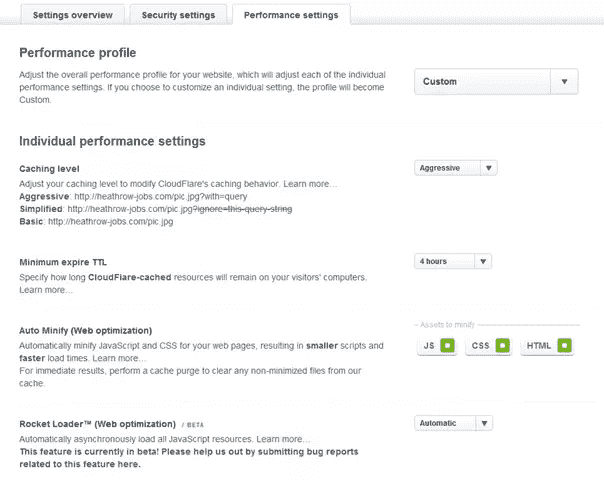 Settings overview
Security settings
Performance settings
Performance profile
Adjust the overall performance profile for your website, which will adjust each of the individual
performance settings. If you choose to customize an individual setting, the profile will become
Custom.
Custom
Individual performance settings
Caching level
Aggressive
Adjust your caching level to modify CloudFlare's caching behavior. Learn more…
Aggressive: http://heathrow-jobs.com/pic.jpg?with=query
Simplified: http://heathrow-jobs.com/pic.jpg?ignore=this-query-string
Basic: http://heathrow-jobs.com/pic.jpg
Minimum expire TTL
4 hours
Specify how long CloudFlare-cached resources will remain on your visitors' computers.
Learn more…
Auto Minify (Web optimization)
Assets to minify
Automatically minify JavaScript and CSS for your web pages, resulting in smaller scripts and
faster load times. Learn more…
For immediate results, perform a cache purge to clear any non-minimized files from our
cache.
JS CSS HTML
Rocket Loader™ (Web optimization) / BETA
Automatic
Automatically asynchronously load all JavaScript resources. Learn more…
This feature is currently in beta! Please help us out by submitting bug reports
related to this feature here.